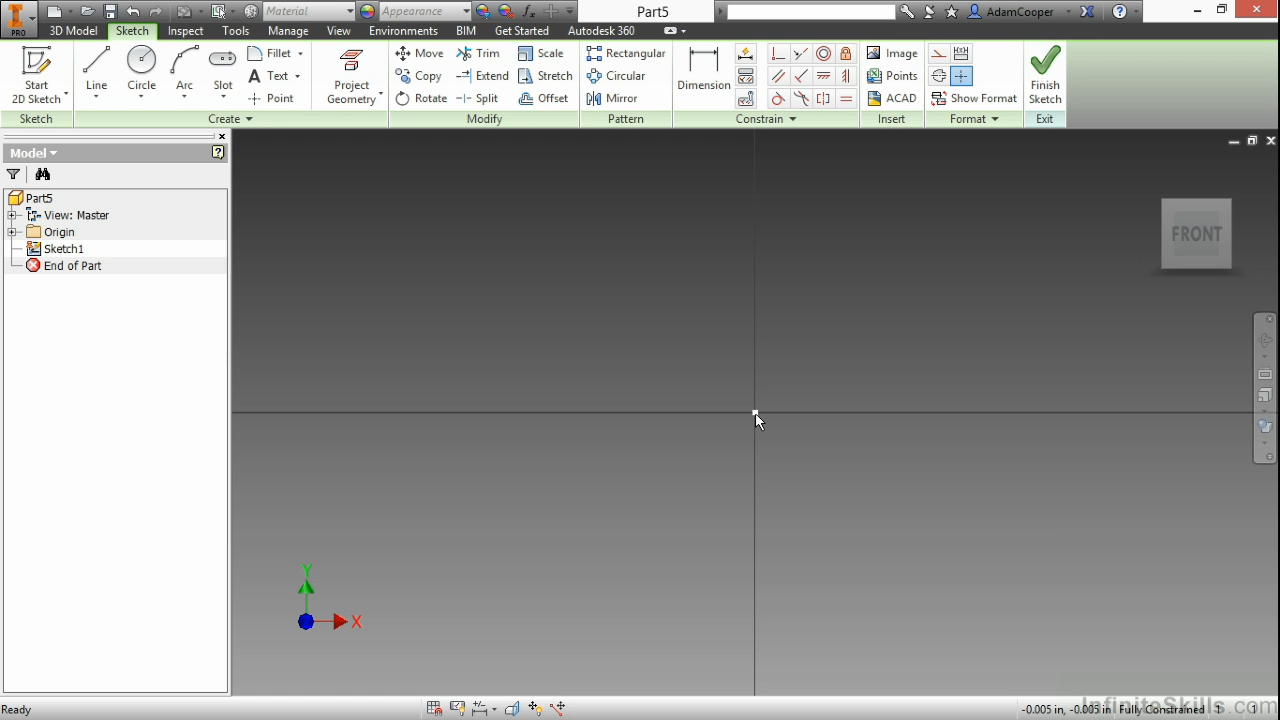 PRO
Material
Appearance
Part5
AdamCooper
3D Model Sketch Inspect Tools Manage View Environments BIM Get Started Autodesk 360
Start
2D Sketch
Line
Circle
Arc
Slot
Fillet
Text
Point
Project
Geometry
Move
Copy
Rotate
Trim
Extend
Split
Scale
Stretch
Offset
Rectangular
Circular
Mirror
Dimension
Image
Points
ACAD
Show Format
Finish
Sketch
Sketch Create Modify Pattern Constrain Insert Format Exit
Model
Part5
View: Master
Origin
Sketch1
End of Part
FRONT
Y
X
Ready
-0.005 in, -0.005 in Fully Constrained 1 1
InfiniteSkills.com